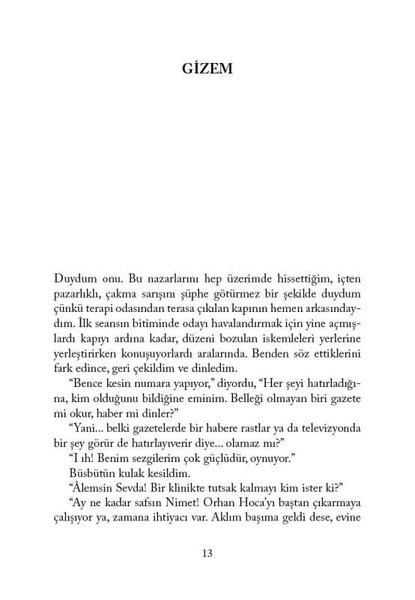 GİZEM
Duydum onu. Bu nazarlarını hep üzerimde hissettiğim, içten
pazarlıklı, çakma sarışını şüphe götürmez bir şekilde duydum
çünkü terapi odasından terasa çıkılan kapının hemen arkasınday-
dım. İlk seansın bitiminde odayı havalandırmak için yine açmış-
lardı kapıyı ardına kadar, düzeni bozulan iskemleleri yerlerine
yerleştirirken konuşuyorlardı aralarında. Benden söz ettiklerini
fark edince, geri çekildim ve dinledim.
“Bence kesin numara yapıyor,” diyordu, “Her şeyi hatırladığı-
na, kim olduğunu bildiğine eminim. Belleği olmayan biri gazete
mi okur, haber mi dinler?”
“Yani... belki gazetelerde bir habere rastlar ya da televizyonda
bir şey görür de hatırlayıverir diye... olamaz mı?”
“I ıh! Benim sezgilerim çok güçlüdür, oynuyor.”
Büsbütün kulak kesildim.
“Âlemsin Sevda! Bir klinikte tutsak kalmayı kim ister ki?”
“Ay ne kadar safsın Nimet! Orhan Hoca’yı baştan çıkarmaya
çalışıyor ya, zamana ihtiyacı var. Aklım başıma geldi dese, evine
13